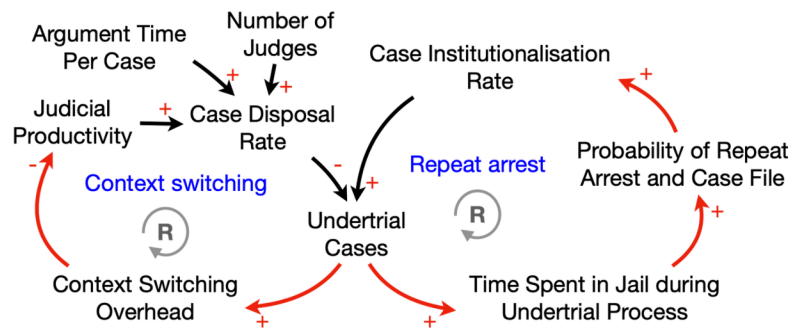 Argument Time
Per Case
Number of
Judges
Case Institutionalisation
Rate
+
+
+
Judicial
Productivity
+
Case Disposal
Rate
-
-
+
Context switching
R
Repeat arrest
R
Probability of Repeat
Arrest and Case File
+
Undertrial
Cases
Context Switching
Overhead
+
+
Time Spent in Jail during
Undertrial Process